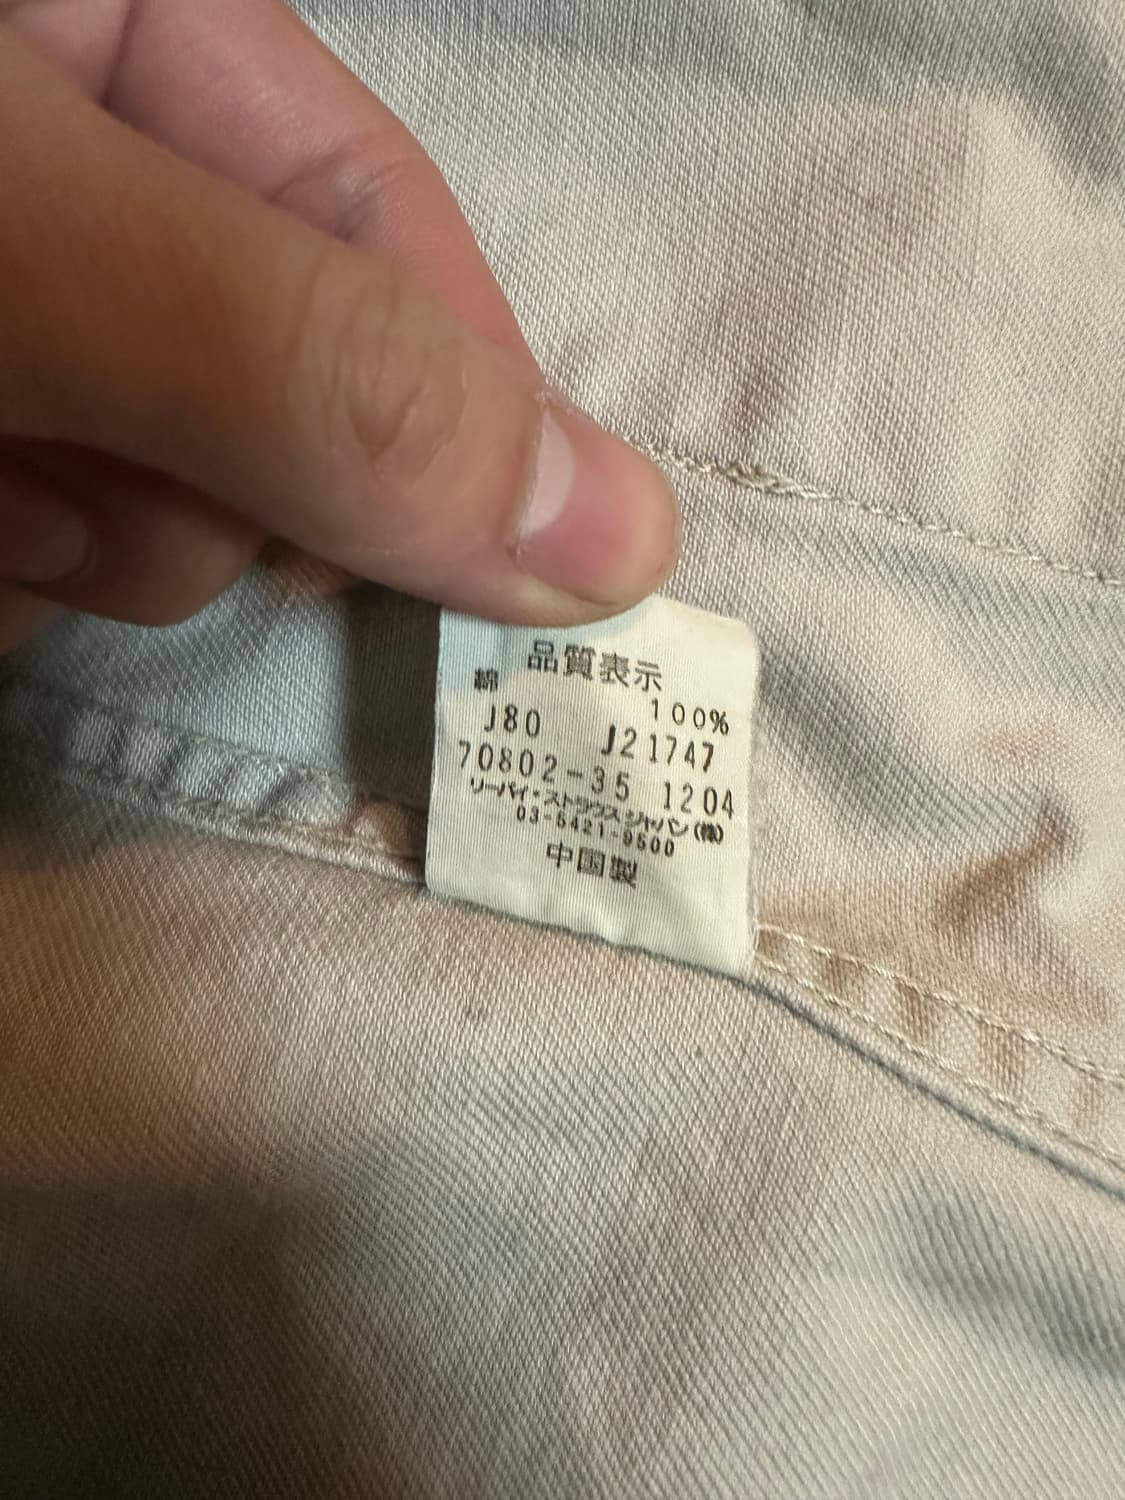 品質表示
綿 100%
J80 J21747
70802-35 1204
リーバイ・ストラウス ジャパン(株)
03-5421-9500
中国製